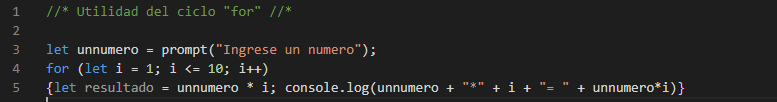 1 //* Utilidad del ciclo "for" //*
2
3 let unnumero = prompt("Ingrese un numero");
4 for (let i = 1; i <= 10; i++)
5 {let resultado = unnumero * i; console.log(unnumero + "*" + i + "= " + unnumero*i)}